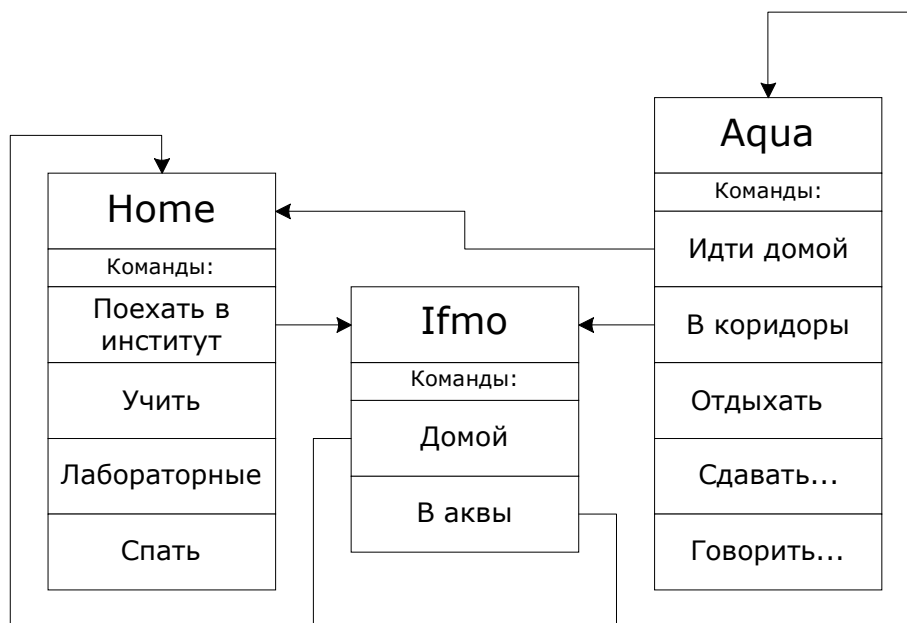 Home
Команды:
Поехать в
институт
Учить
Лабораторные
Спать
Ifmo
Команды:
Домой
В аквы
Aqua
Команды:
Идти домой
В коридоры
Отдыхать
Сдавать...
Говорить...